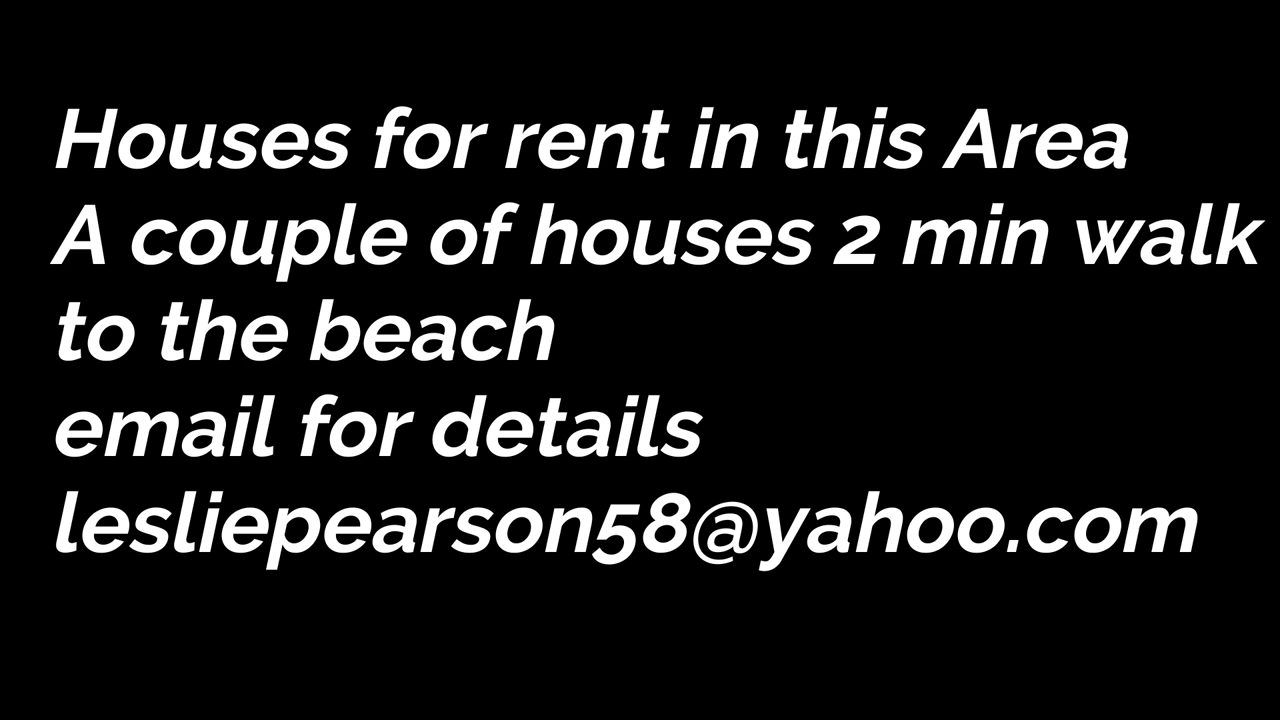 Houses for rent in this Area
A couple of houses 2 min walk
to the beach
email for details
lesliepearson58@yahoo.com